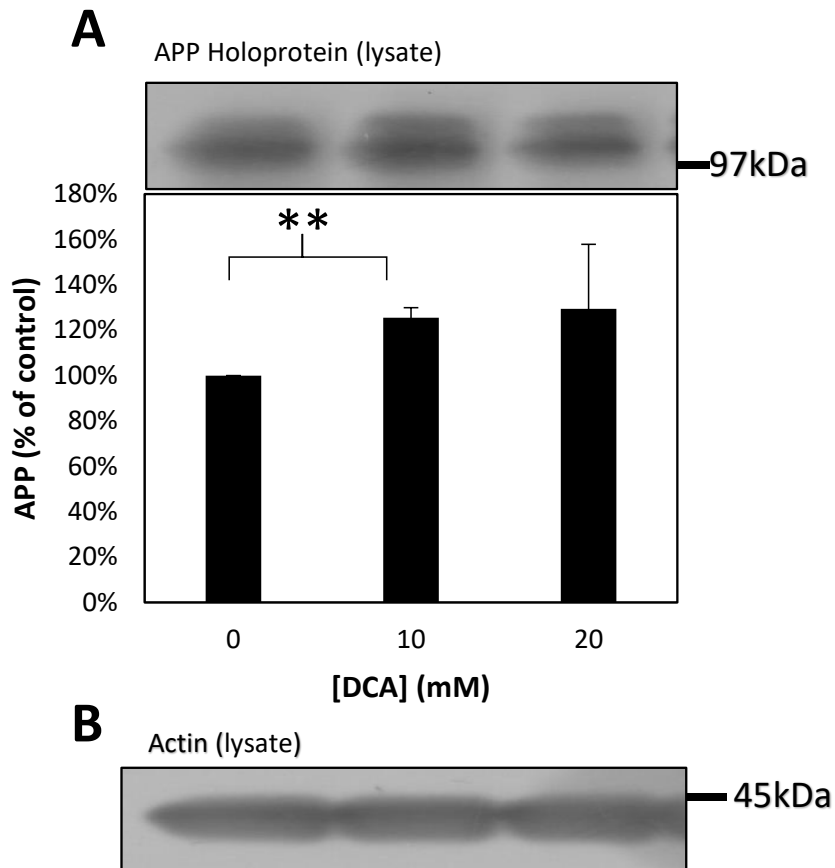 A
APP Holoprotein (lysate)
97kDa
180%
160%
140%
120%
100%
80%
60%
40%
20%
0%
APP (% of control)
**
0 10 20
[DCA] (mM)
B
Actin (lysate)
45kDa